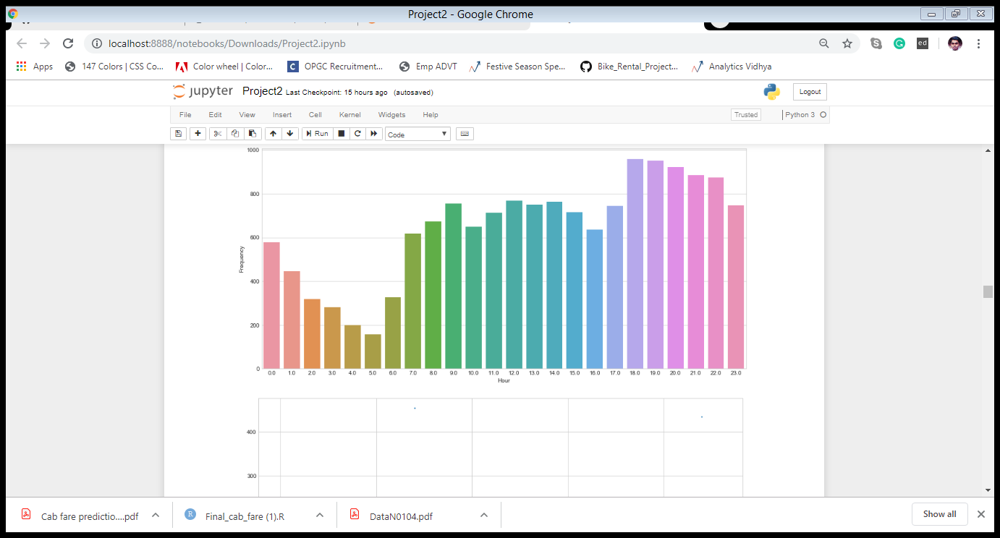 Project2 - Google Chrome
localhost:8888/notebooks/Downloads/Project2.ipynb
ed
Apps 147 Colors | CSS Co... Color wheel | Color... C OPGC Recruitment... Emp ADVT Festive Season Spe... Bike_Rental_Project... Analytics Vidhya
jupyter Project2 Last Checkpoint: 15 hours ago (autosaved) Logout
File Edit View Insert Cell Kernel Widgets Help Trusted Python 3
Run Code
1000
800
600
400
200
0
Frequency
0.0 1.0 2.0 3.0 4.0 5.0 6.0 7.0 8.0 9.0 10.0 11.0 12.0 13.0 14.0 15.0 16.0 17.0 18.0 19.0 20.0 21.0 22.0 23.0
Hour
400
300
Cab fare predictio....pdf R Final_cab_fare (1).R DataN0104.pdf Show all